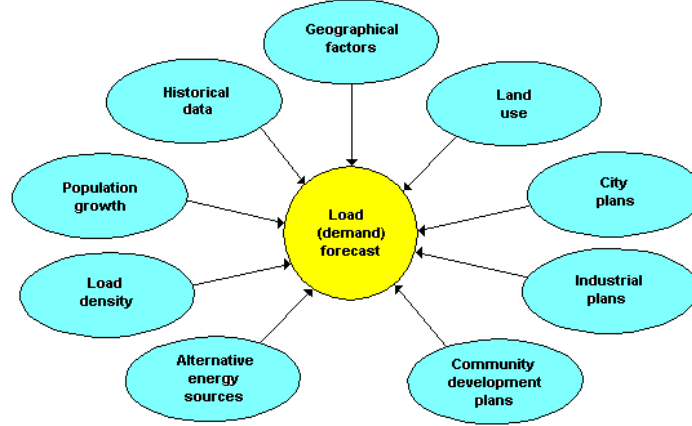 Geographical
factors
Historical
data
Land
use
Population
growth
City
plans
Load
(demand)
forecast
Load
density
Industrial
plans
Alternative
energy
sources
Community
development
plans